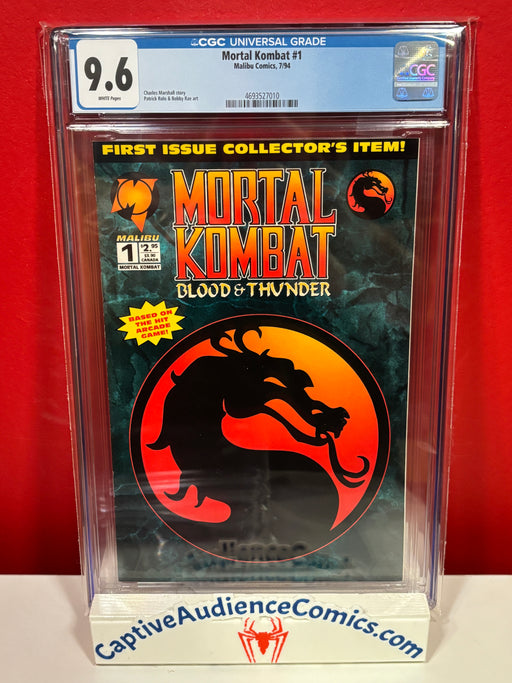 CGC UNIVERSAL GRADE
9.6
WHITE Pages
Mortal Kombat #1
Malibu Comics, 7/94
Charles Marshall story
Patrick Rolo & Bobby Rae art
4693527010
CGC
FIRST ISSUE COLLECTOR'S ITEM!
MORTAL
KOMBAT
BLOOD & THUNDER
MALIBU
1
$2.95
$3.90
CANADA
MORTAL KOMBAT
BASED ON
THE HIT
ARCADE
GAME!
CaptiveAudienceComics.com